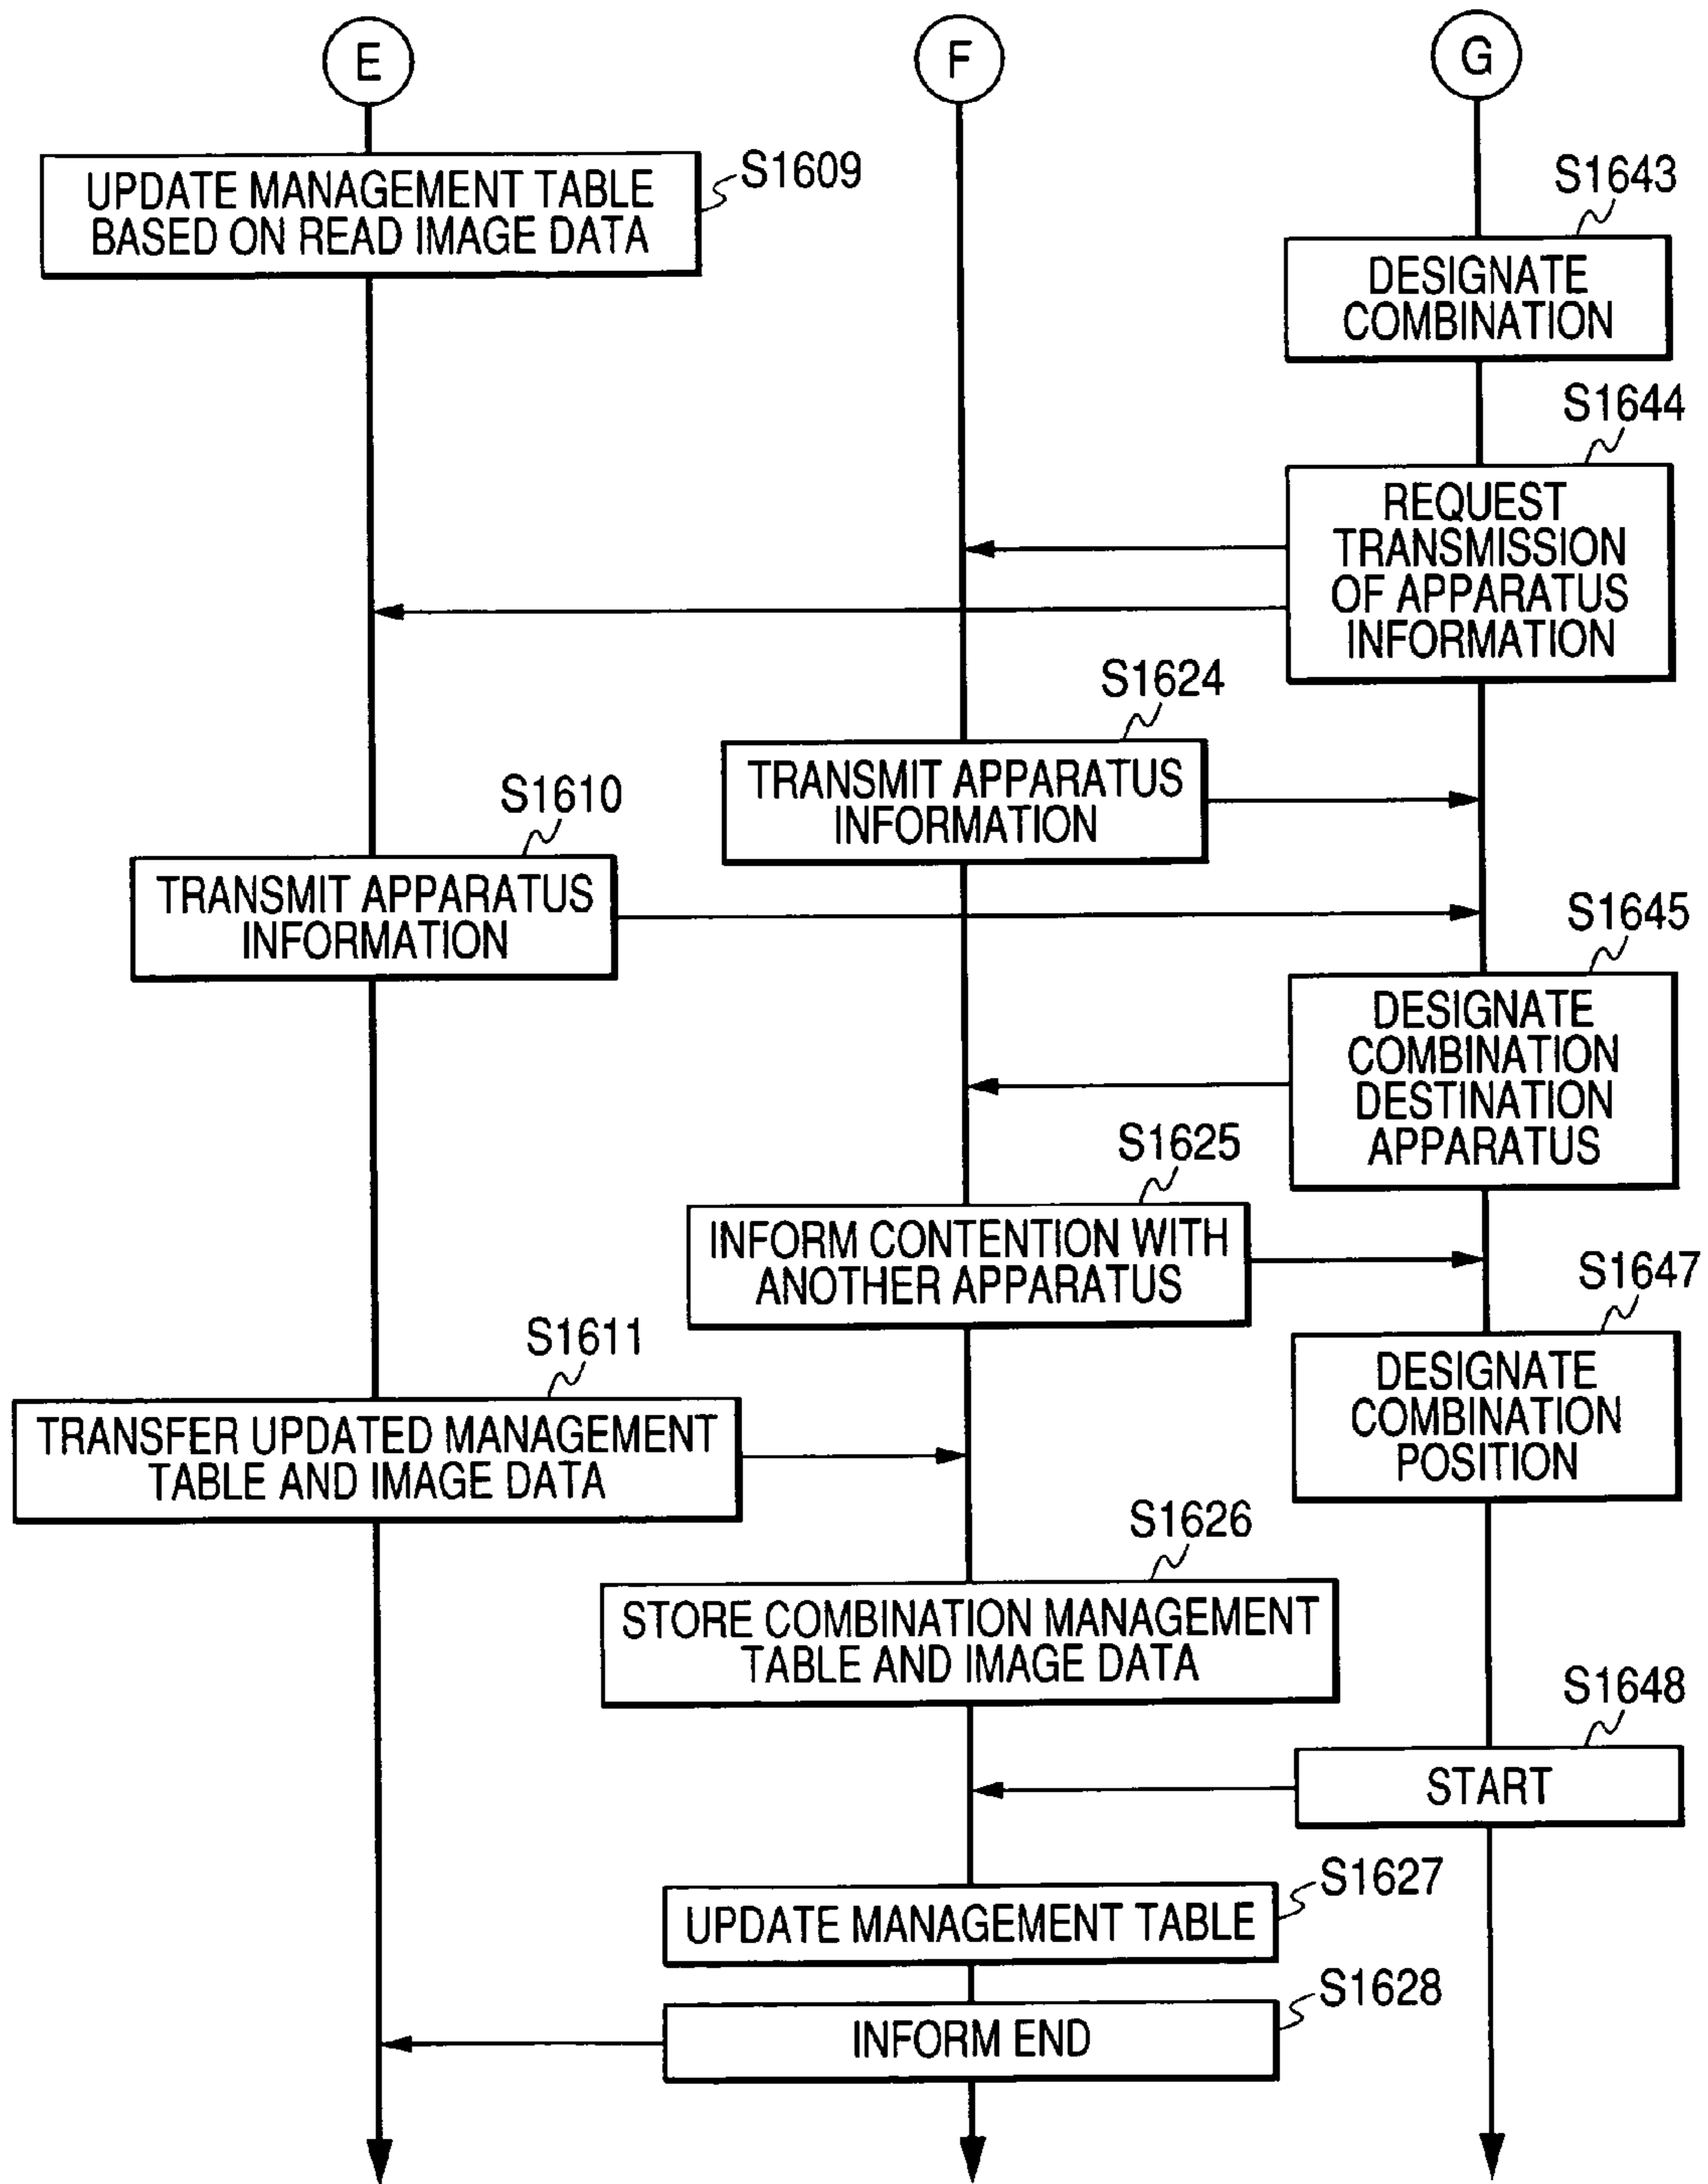 E
F
G
S1609
UPDATE MANAGEMENT TABLE
BASED ON READ IMAGE DATA
S1643
DESIGNATE
COMBINATION
S1644
REQUEST
TRANSMISSION
OF APPARATUS
INFORMATION
S1624
TRANSMIT APPARATUS
INFORMATION
S1610
TRANSMIT APPARATUS
INFORMATION
S1645
DESIGNATE
COMBINATION
DESTINATION
APPARATUS
S1625
INFORM CONTENTION WITH
ANOTHER APPARATUS
S1647
DESIGNATE
COMBINATION
POSITION
S1611
TRANSFER UPDATED MANAGEMENT
TABLE AND IMAGE DATA
S1626
STORE COMBINATION MANAGEMENT
TABLE AND IMAGE DATA
S1648
START
S1627
UPDATE MANAGEMENT TABLE
S1628
INFORM END